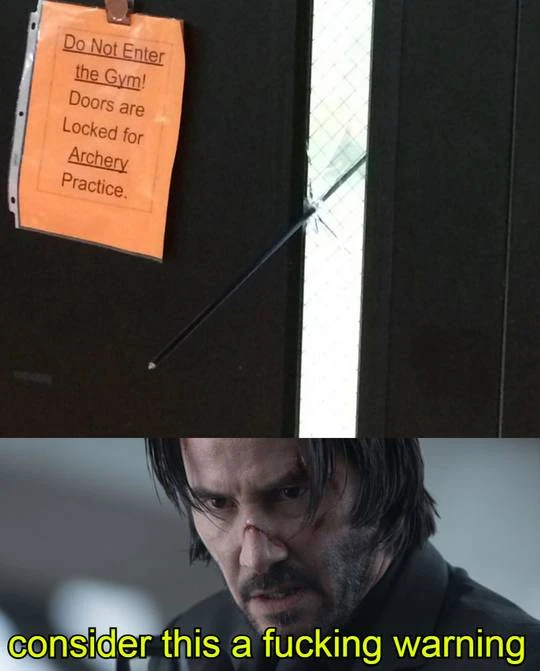 Do Not Enter
the Gym!
Doors are
Locked for
Archery
Practice.
consider this a fucking warning